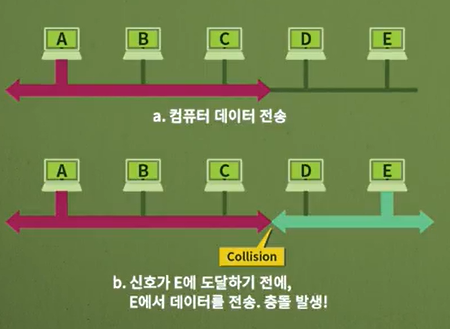 A B C D E
a. 컴퓨터 데이터 전송
A B C D E
Collision
b. 신호가 E에 도달하기 전에,
E에서 데이터를 전송. 충돌 발생!